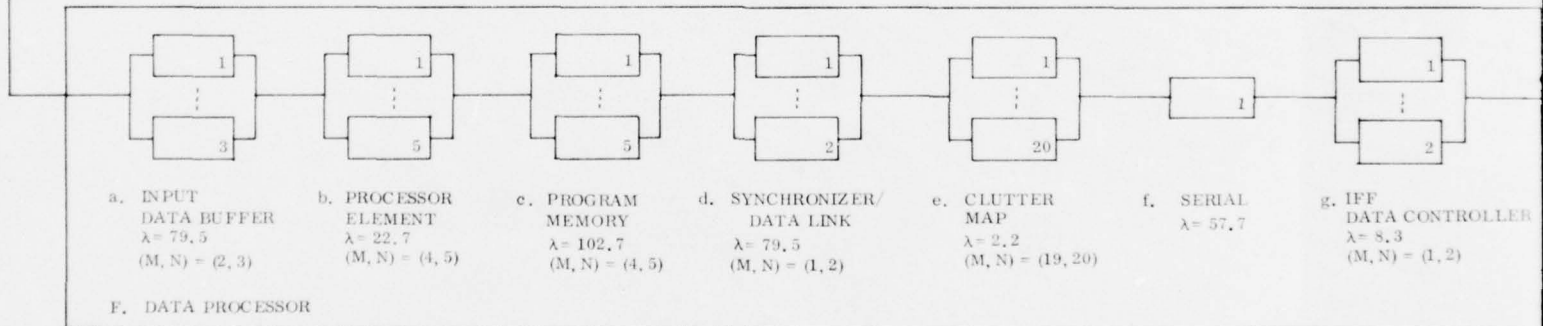 1
3
1
5
1
5
1
2
1
20
1
1
2
a. INPUT
DATA BUFFER
λ= 79.5
(M, N) = (2, 3)
b. PROCESSOR
ELEMENT
λ= 22.7
(M, N) = (4, 5)
c. PROGRAM
MEMORY
λ= 102.7
(M, N) = (4, 5)
d. SYNCHRONIZER/
DATA LINK
λ= 79.5
(M, N) = (1, 2)
e. CLUTTER
MAP
λ= 2.2
(M, N) = (19, 20)
f. SERIAL
λ= 57.7
g. IFF
DATA CONTROLLER
λ= 8.3
(M, N) = (1, 2)
F. DATA PROCESSOR